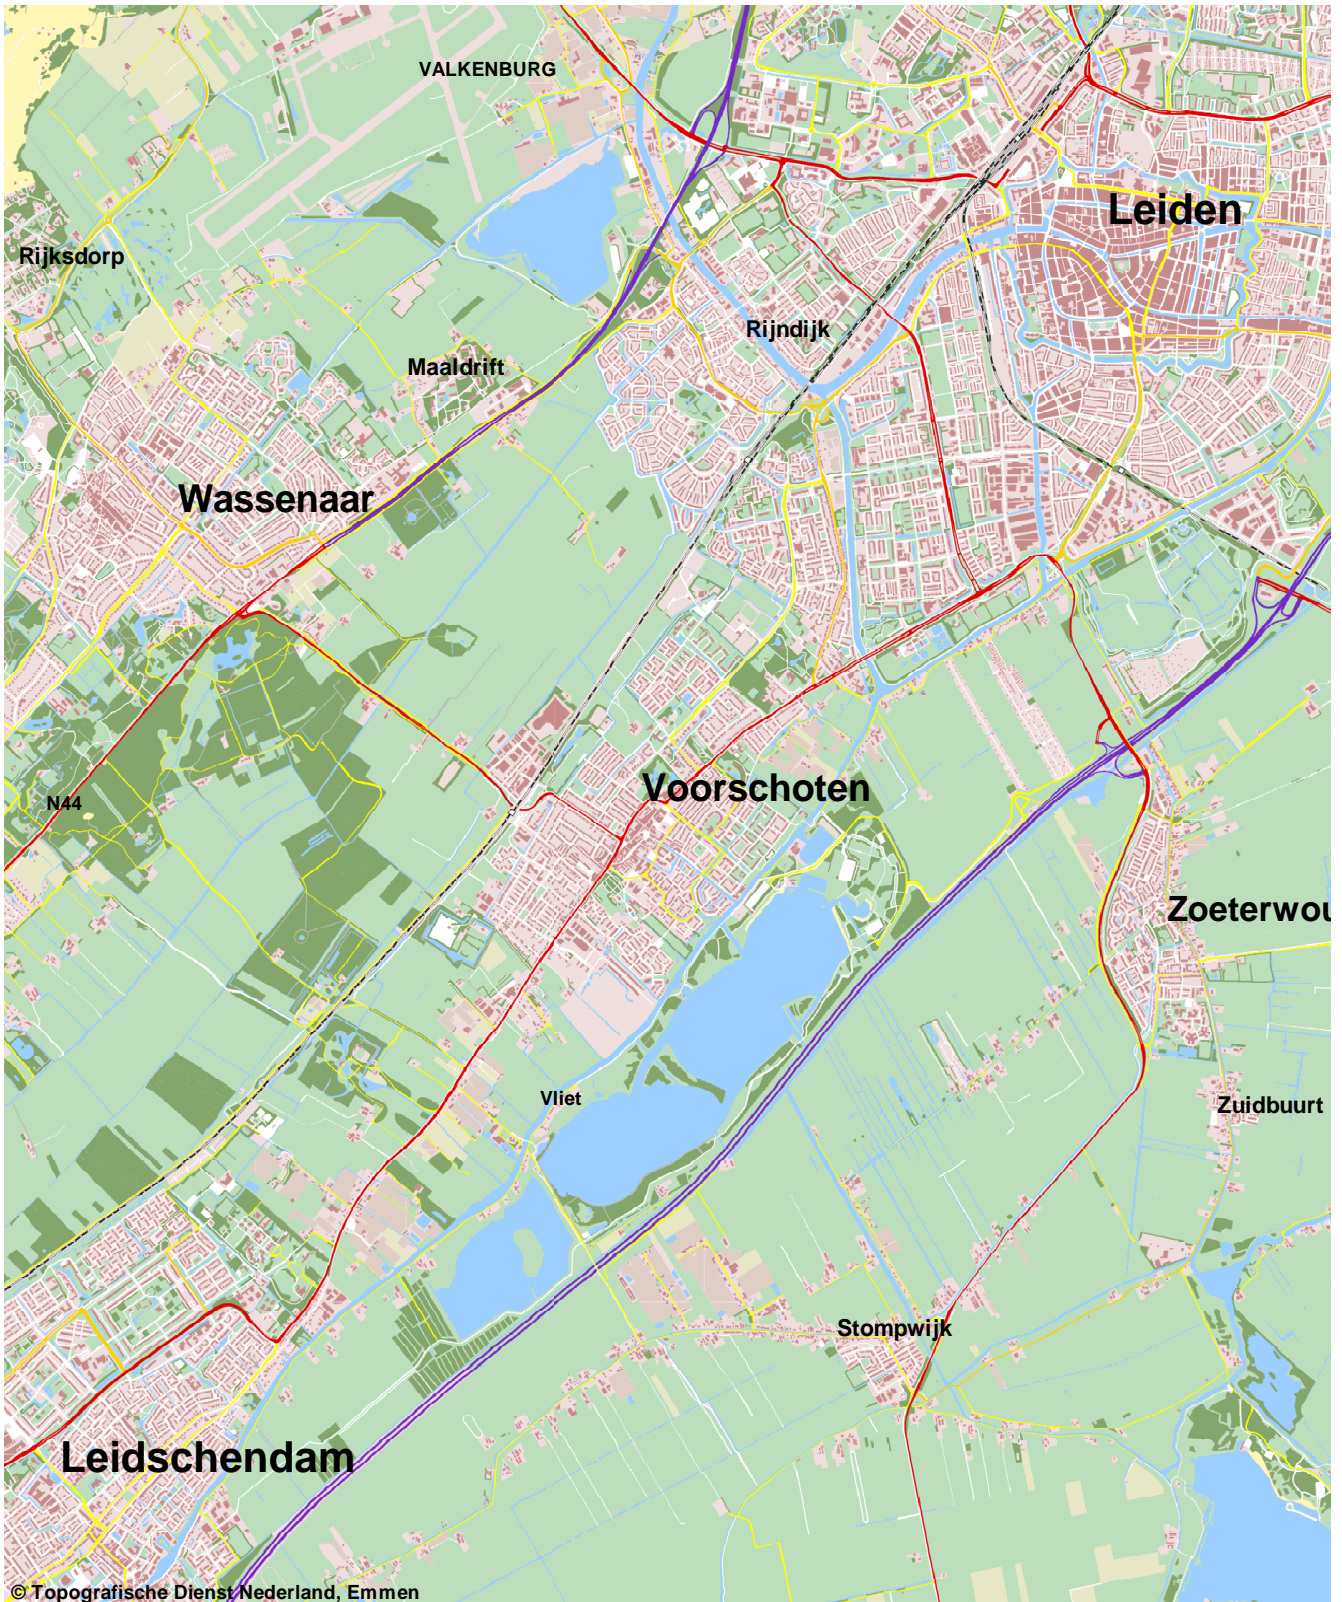 VALKENBURG
Leiden
Rijksdorp
Rijndijk
Maaldrift
Wassenaar
Voorschoten
N44
Zoeterwou
Vliet
Zuidbuurt
Stompwijk
Leidschendam
© Topografische Dienst Nederland, Emmen